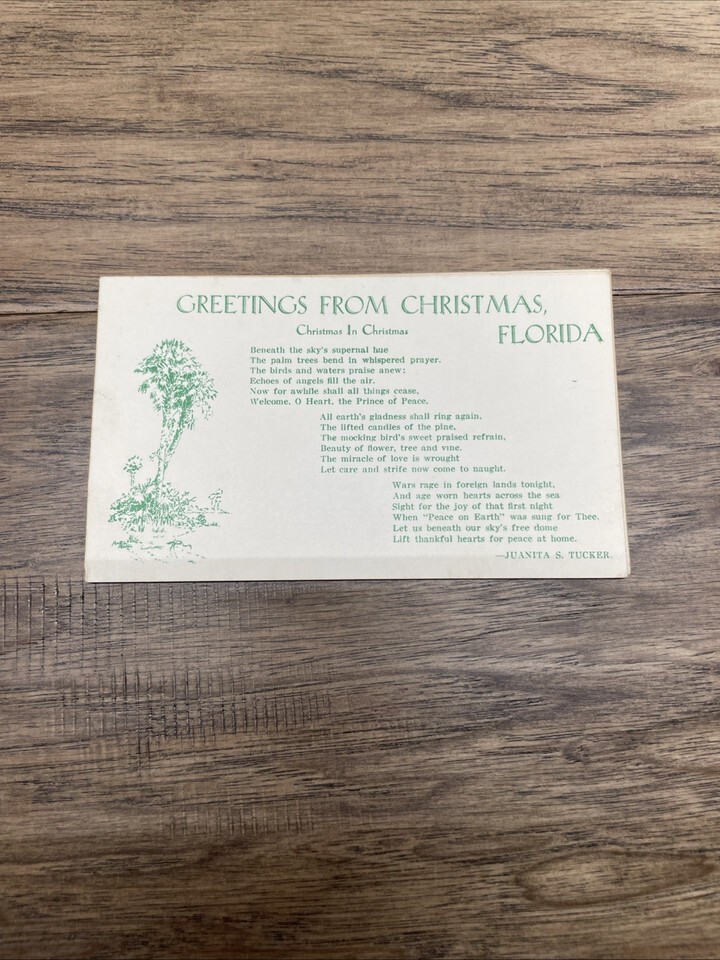 GREETINGS FROM CHRISTMAS,
FLORIDA
Christmas In Christmas
Beneath the sky's supernal hue
The palm trees bend in whispered prayer.
The birds and waters praise anew;
Echoes of angels fill the air.
Now for awhile shall all things cease,
Welcome, O Heart, the Prince of Peace.
All earth's gladness shall ring again,
The lifted candles of the pine,
The mocking bird's sweet praised refrain,
Beauty of flower, tree and vine.
The miracle of love is wrought
Let care and strife now come to naught.
Wars rage in foreign lands tonight,
And age worn hearts across the sea
Sight for the joy of that first night
When "Peace on Earth" was sung for Thee.
Let us beneath our sky's free dome
Lift thankful hearts for peace at home.
—JUANITA S. TUCKER.